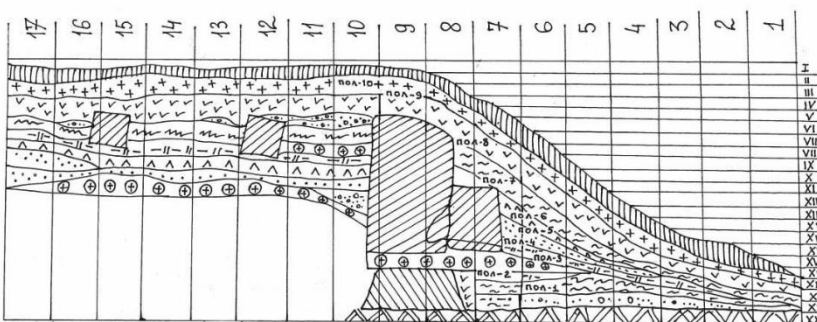 17 16 15 14 13 12 11 10 9 8 7 6 5 4 3 2 1
I
II
III
IV
V
VI
VII
VIII
IX
X
XI
ПОЛ-10
ПОЛ-9
ПОЛ-8
ПОЛ-7
ПОЛ-6
ПОЛ-5
ПОЛ-4
ПОЛ-3
ПОЛ-2
ПОЛ-1